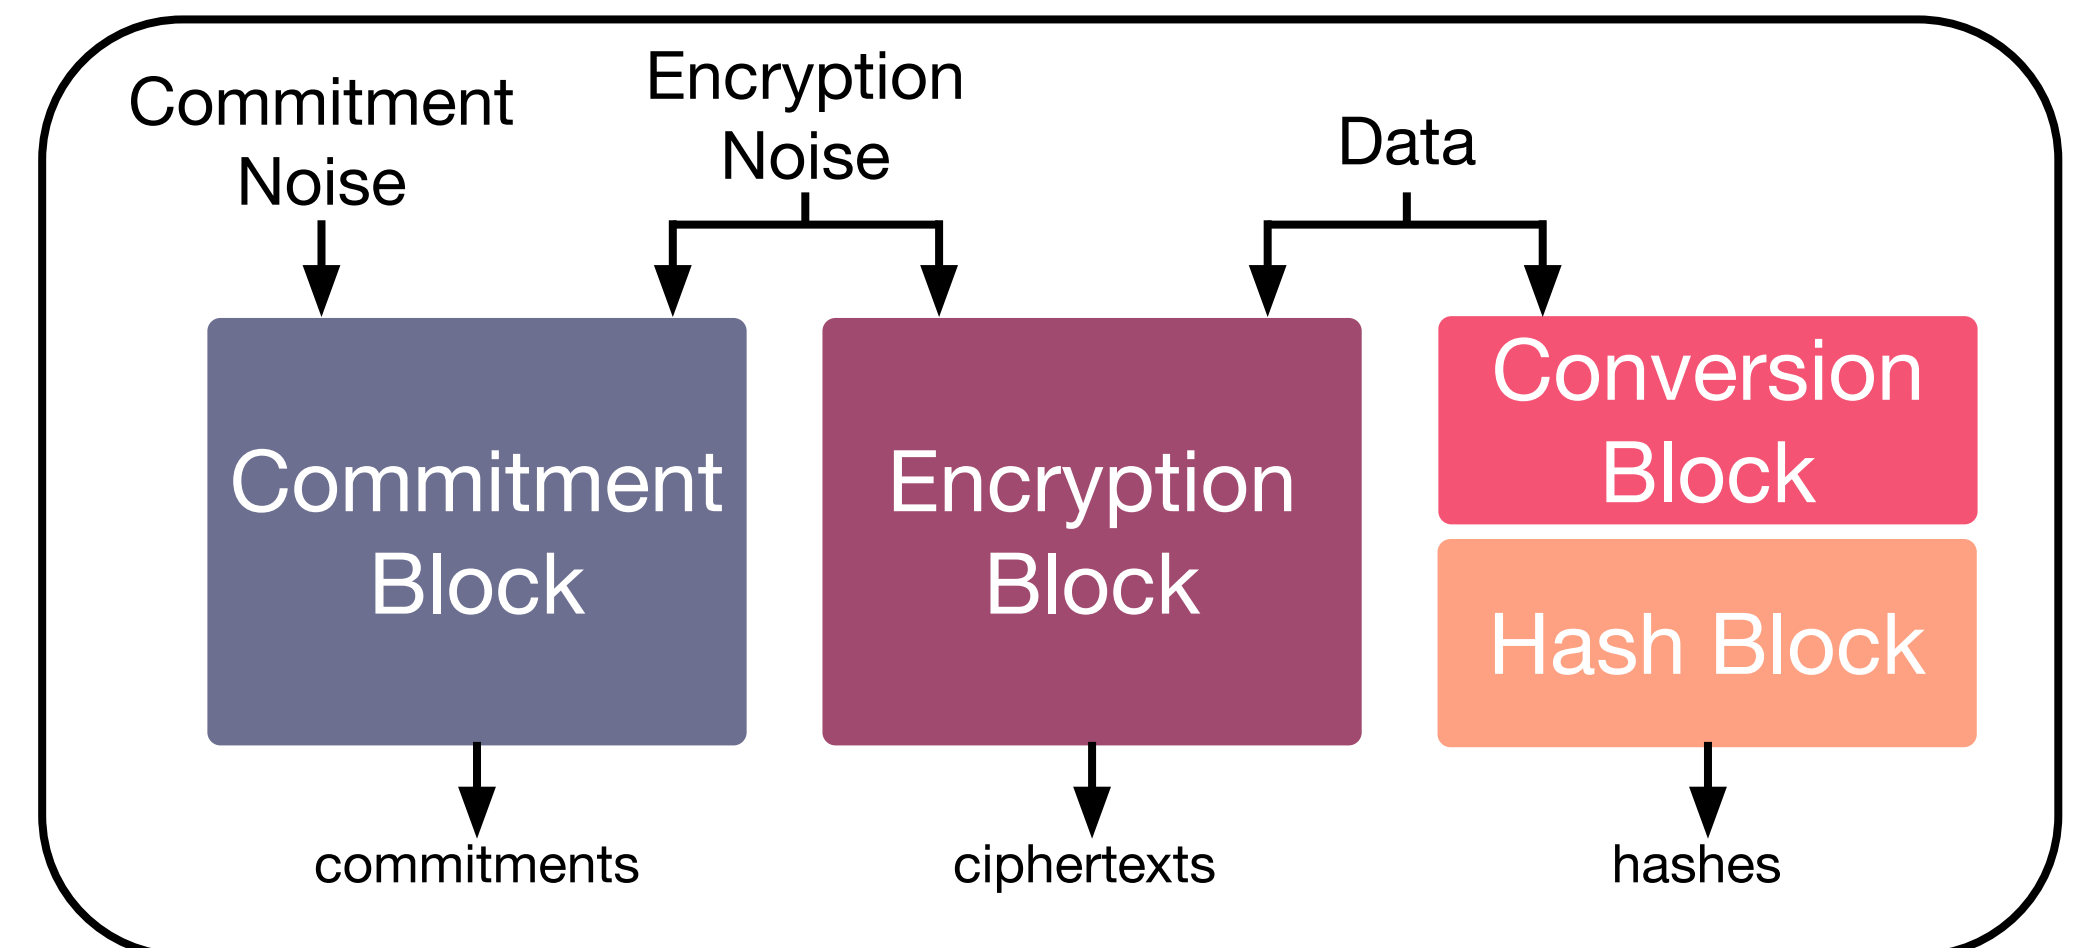 Commitment
Noise
Encryption
Noise
Data
Commitment
Block
Encryption
Block
Conversion
Block
Hash Block
commitments
ciphertexts
hashes